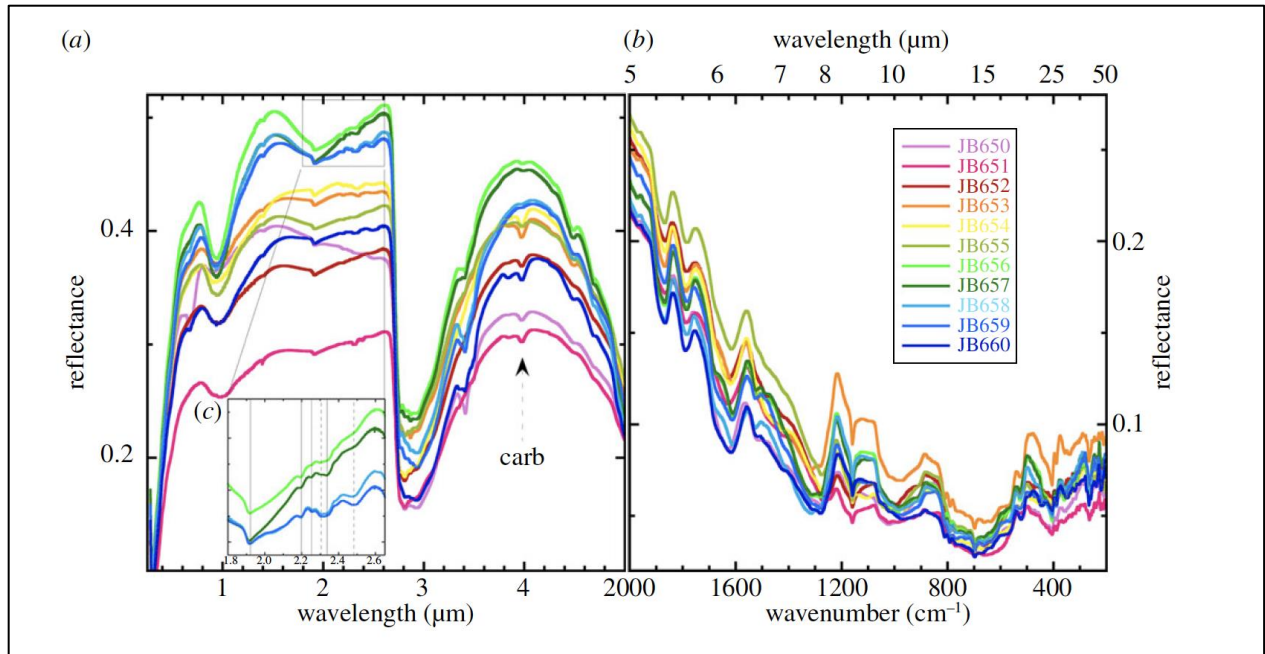 (a)
(b)
wavelength (µm)
5 6 7 8 10 15 25 50
reflectance
0.4
0.2
(c)
1.8 2.0 2.2 2.4 2.6
carb
1 2 3 4
wavelength (µm)
JB650
JB651
JB652
JB653
JB654
JB655
JB656
JB657
JB658
JB659
JB660
0.2
0.1
reflectance
2000 1600 1200 800 400
wavenumber (cm⁻¹)